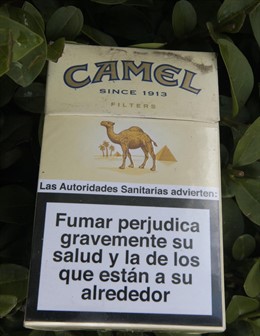 CAMEL
SINCE 1913
FILTERS
Las Autoridades Sanitarias advierten:
Fumar perjudica
gravemente su
salud y la de los
que están a su
alrededor